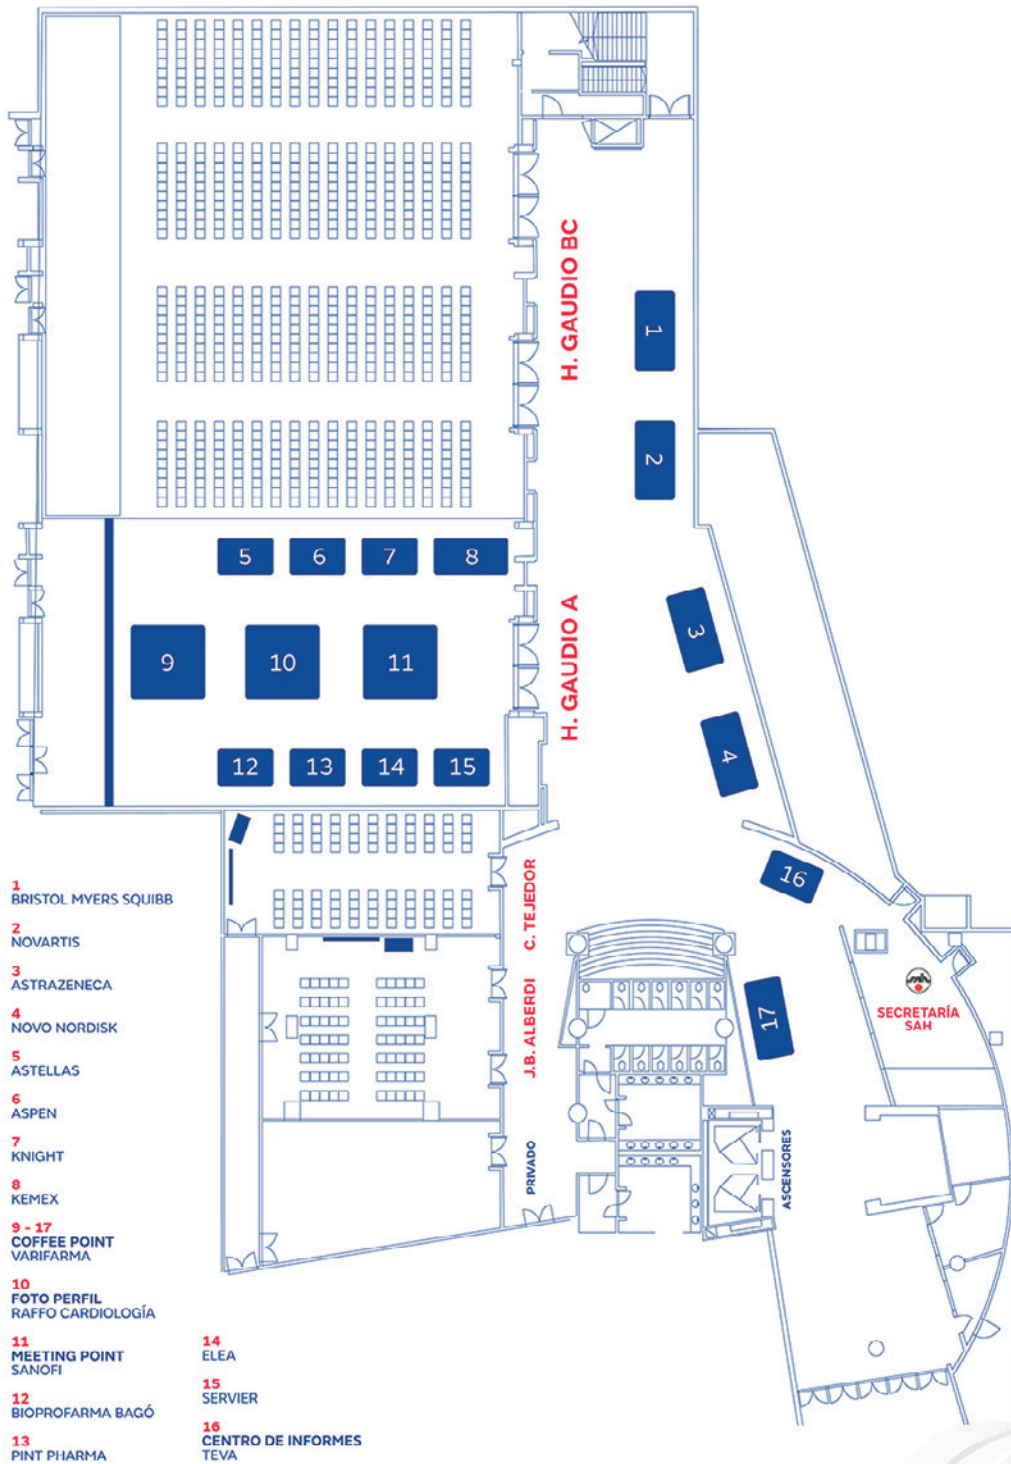 H. GAUDIO BC
1
2
5
6
7
8
3
H. GAUDIO A
9
10
11
4
12
13
14
15
C. TEJEDOR
16
J.B. ALBERDI
17
SECRETARÍA
SAH
PRIVADO
ASCENSORES
1
BRISTOL MYERS SQUIBB
2
NOVARTIS
3
ASTRAZENECA
4
NOVO NORDISK
5
ASTELLAS
6
ASPEN
7
KNIGHT
8
KEMEX
9 - 17
COFFEE POINT
VARIFARMA
10
FOTO PERFIL
RAFFO CARDIOLOGÍA
11
MEETING POINT
SANOFI
12
BIOPROFARMA BAGÓ
13
PINT PHARMA
14
ELEA
15
SERVIER
16
CENTRO DE INFORMES
TEVA